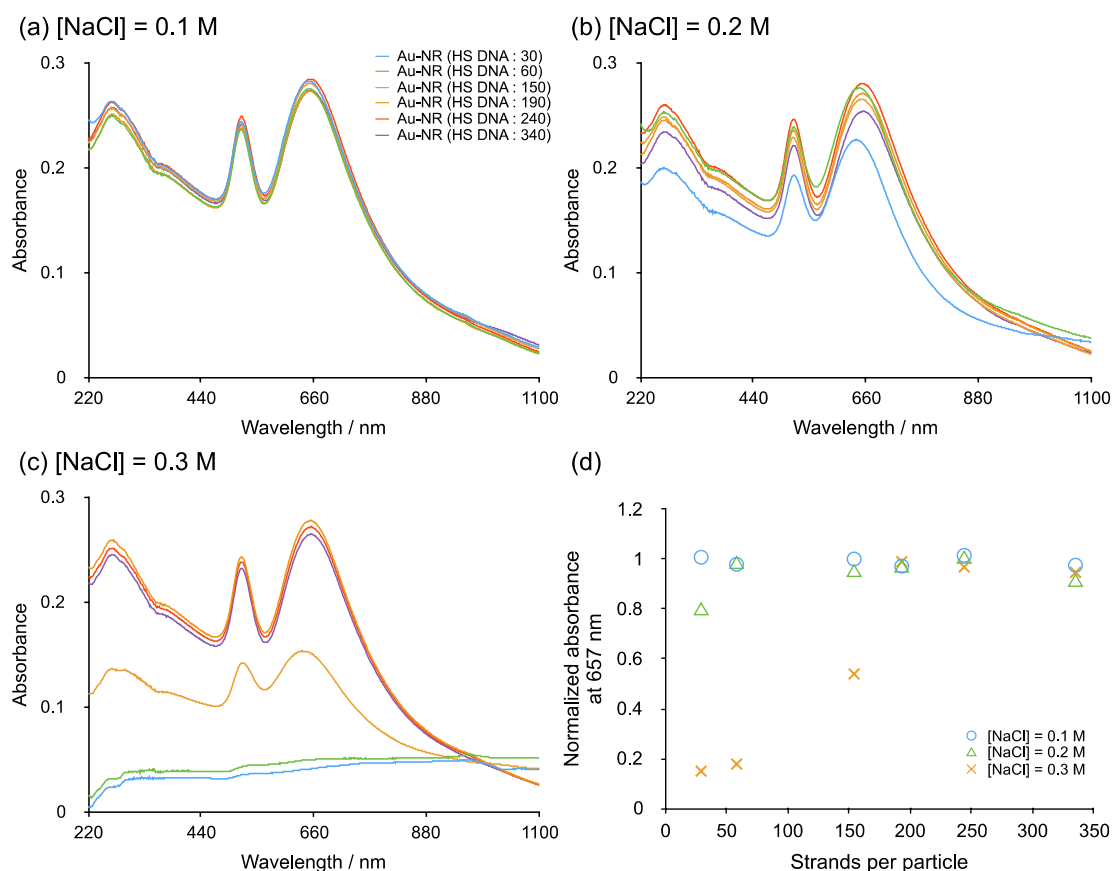 (a) [NaCl] = 0.1 M
0.3
0.2
0.1
0
Absorbance
220
440
660
880
1100
Wavelength / nm
Au-NR (HS DNA : 30)
Au-NR (HS DNA : 60)
Au-NR (HS DNA : 150)
Au-NR (HS DNA : 190)
Au-NR (HS DNA : 240)
Au-NR (HS DNA : 340)
(b) [NaCl] = 0.2 M
0.3
0.2
0.1
0
Absorbance
220
440
660
880
1100
Wavelength / nm
(c) [NaCl] = 0.3 M
0.3
0.2
0.1
0
Absorbance
220
440
660
880
1100
Wavelength / nm
(d)
1.2
1
0.8
0.6
0.4
0.2
0
Normalized absorbance
at 657 nm
0
50
100
150
200
250
300
350
Strands per particle
[NaCl] = 0.1 M
[NaCl] = 0.2 M
[NaCl] = 0.3 M